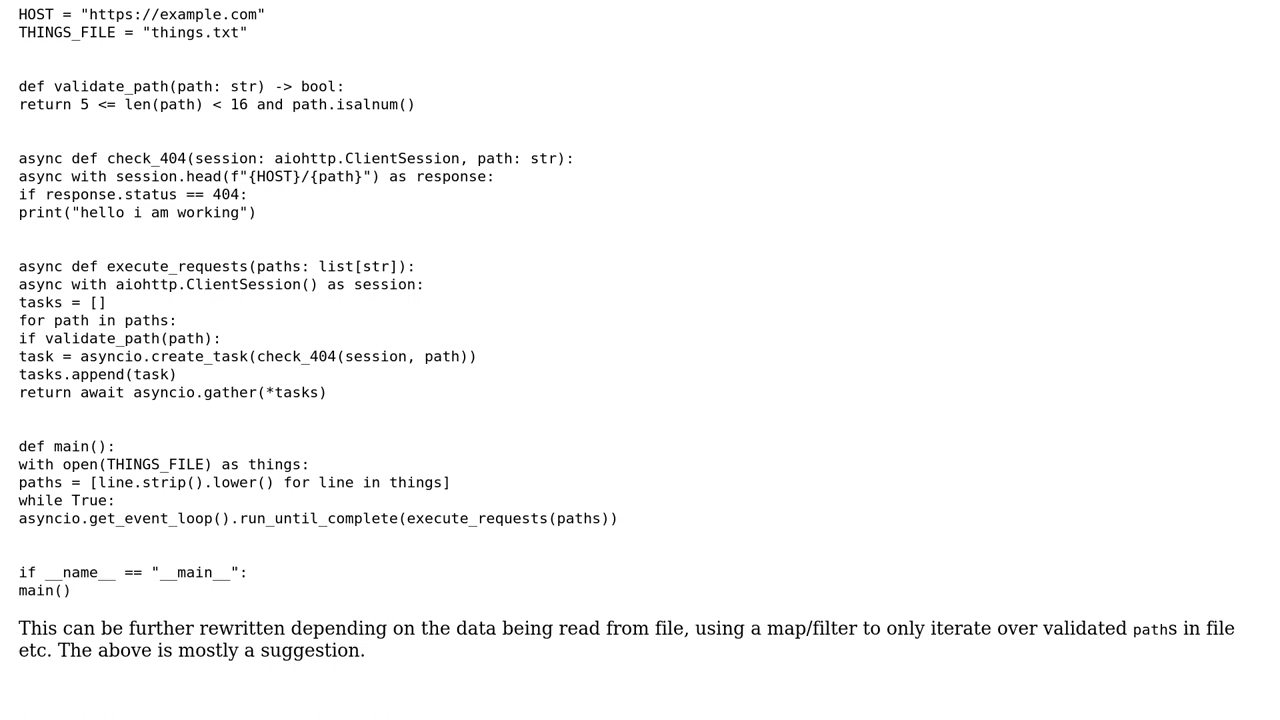 HOST = "https://example.com"
THINGS_FILE = "things.txt"
def validate_path(path: str) -> bool:
return 5 <= len(path) < 16 and path.isalnum()
async def check_404(session: aiohttp.ClientSession, path: str):
async with session.head(f"{HOST}/{path}") as response:
if response.status == 404:
print("hello i am working")
async def execute_requests(paths: list[str]):
async with aiohttp.ClientSession() as session:
tasks = []
for path in paths:
if validate_path(path):
task = asyncio.create_task(check_404(session, path))
tasks.append(task)
return await asyncio.gather(*tasks)
def main():
with open(THINGS_FILE) as things:
paths = [line.strip().lower() for line in things]
while True:
asyncio.get_event_loop().run_until_complete(execute_requests(paths))
if __name__ == "__main__":
main()
This can be further rewritten depending on the data being read from file, using a map/filter to only iterate over validated paths in file
etc. The above is mostly a suggestion.